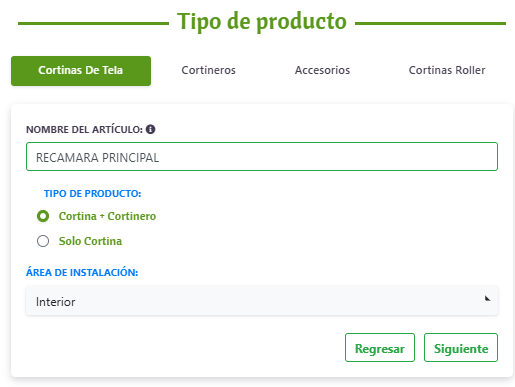 Tipo de producto
Cortinas De Tela Cortineros Accesorios Cortinas Roller
NOMBRE DEL ARTÍCULO:
RECAMARA PRINCIPAL
TIPO DE PRODUCTO:
Cortina + Cortinero
Solo Cortina
ÁREA DE INSTALACIÓN:
Interior
Regresar Siguiente